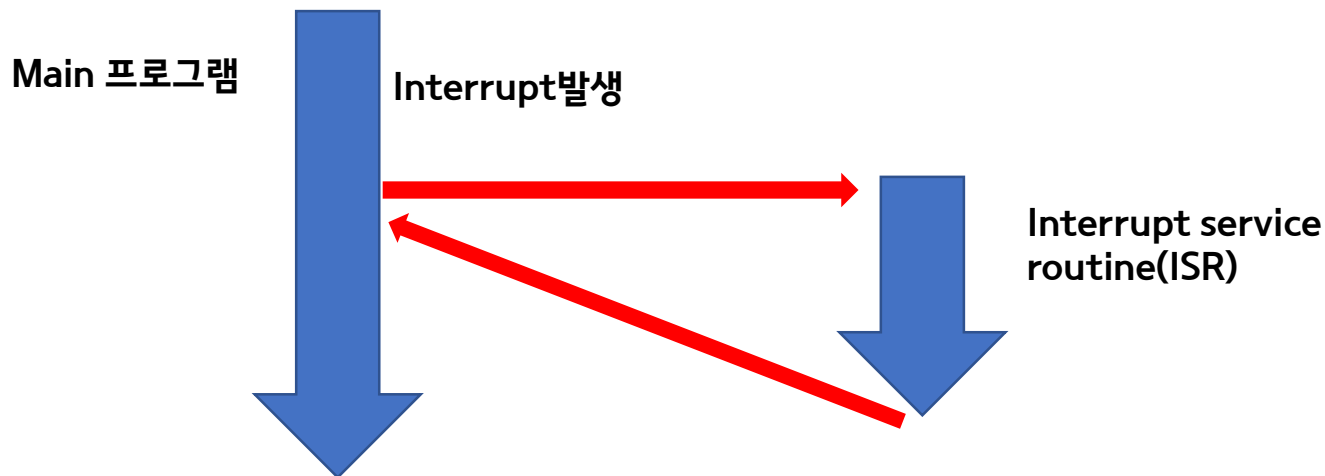 Main 프로그램
Interrupt발생
Interrupt service
routine(ISR)